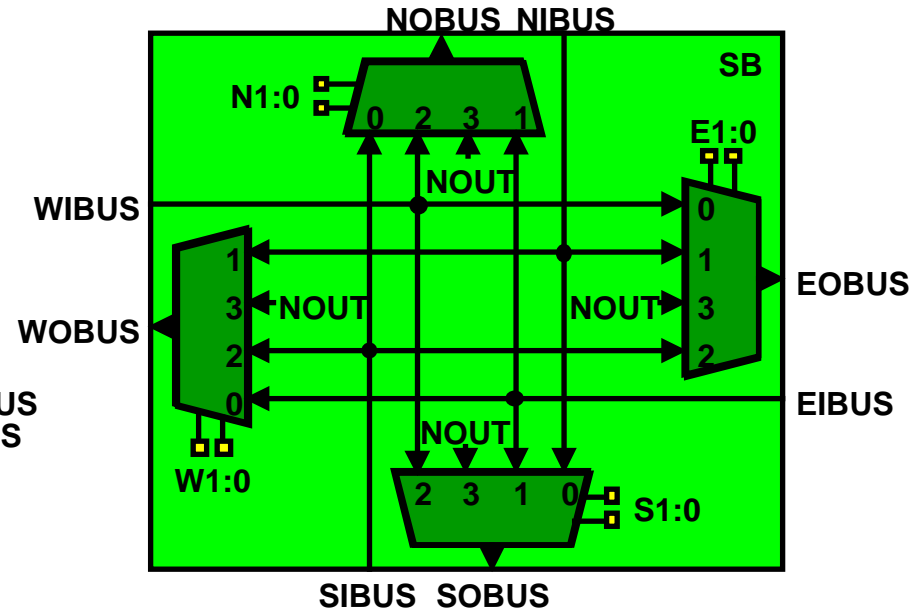 NOBUS NIBUS
SB
N1:0
0 2 3 1
E1:0
NOUT
WIBUS
0
1
1
EOBUS
3
NOUT
NOUT
3
WOBUS
2
2
0
EIBUS
US
S
NOUT
W1:0
2 3 1 0
S1:0
SIBUS SOBUS